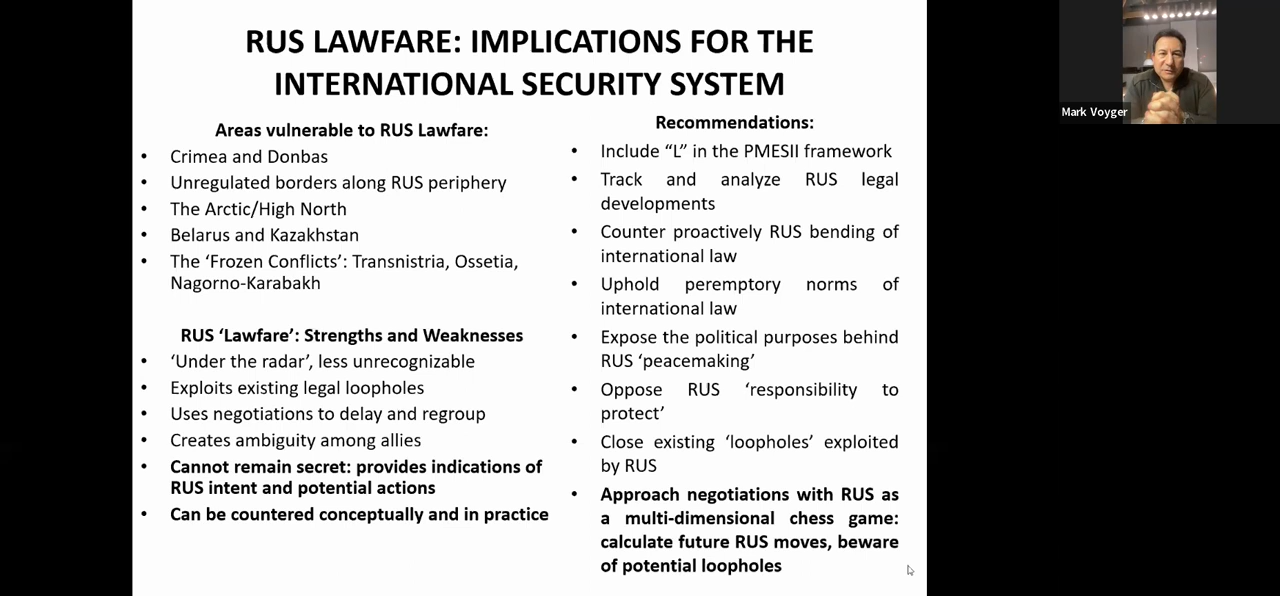 RUS LAWFARE: IMPLICATIONS FOR THE
INTERNATIONAL SECURITY SYSTEM
Areas vulnerable to RUS Lawfare:
• Crimea and Donbas
• Unregulated borders along RUS periphery
• The Arctic/High North
• Belarus and Kazakhstan
• The ‘Frozen Conflicts’: Transnistria, Ossetia,
Nagorno-Karabakh
RUS ‘Lawfare’: Strengths and Weaknesses
• ‘Under the radar’, less unrecognizable
• Exploits existing legal loopholes
• Uses negotiations to delay and regroup
• Creates ambiguity among allies
• Cannot remain secret: provides indications of
RUS intent and potential actions
• Can be countered conceptually and in practice
Recommendations:
• Include “L” in the PMESII framework
• Track and analyze RUS legal
developments
• Counter proactively RUS bending of
international law
• Uphold peremptory norms of
international law
• Expose the political purposes behind
RUS ‘peacemaking’
• Oppose RUS ‘responsibility to
protect’
• Close existing ‘loopholes’ exploited
by RUS
• Approach negotiations with RUS as
a multi-dimensional chess game:
calculate future RUS moves, beware
of potential loopholes
Mark Voyger